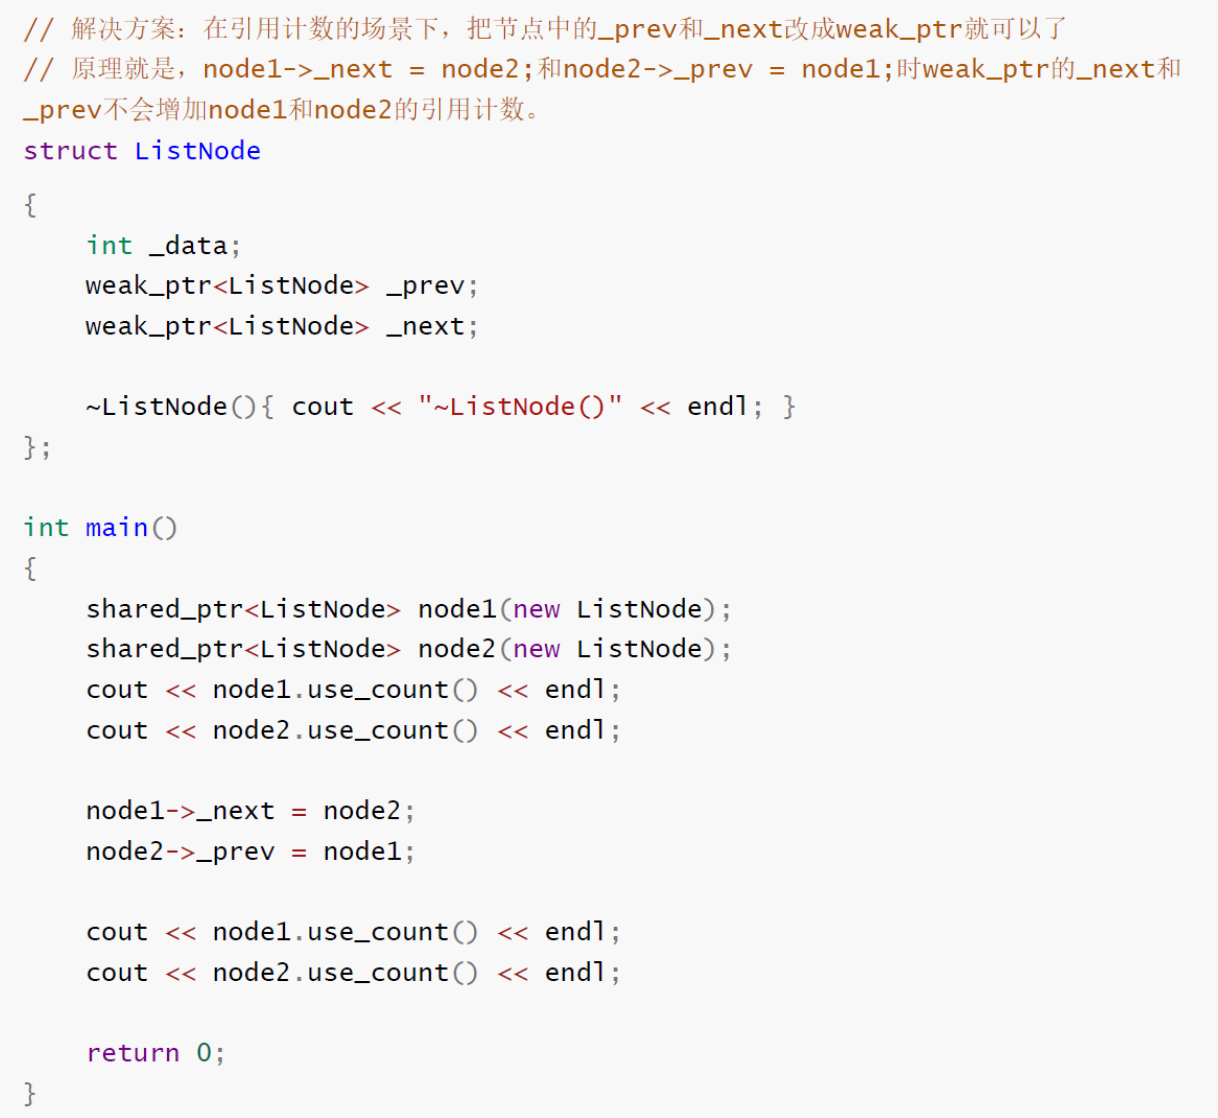 // 解决方案：在引用计数的场景下，把节点中的_prev和_next改成weak_ptr就可以了
// 原理就是，node1->_next = node2;和node2->_prev = node1;时weak_ptr的_next和
_prev不会增加node1和node2的引用计数。
struct ListNode
{
    int _data;
    weak_ptr<ListNode> _prev;
    weak_ptr<ListNode> _next;

    ~ListNode(){ cout << "~ListNode()" << endl; }
};

int main()
{
    shared_ptr<ListNode> node1(new ListNode);
    shared_ptr<ListNode> node2(new ListNode);
    cout << node1.use_count() << endl;
    cout << node2.use_count() << endl;

    node1->_next = node2;
    node2->_prev = node1;

    cout << node1.use_count() << endl;
    cout << node2.use_count() << endl;

    return 0;
}